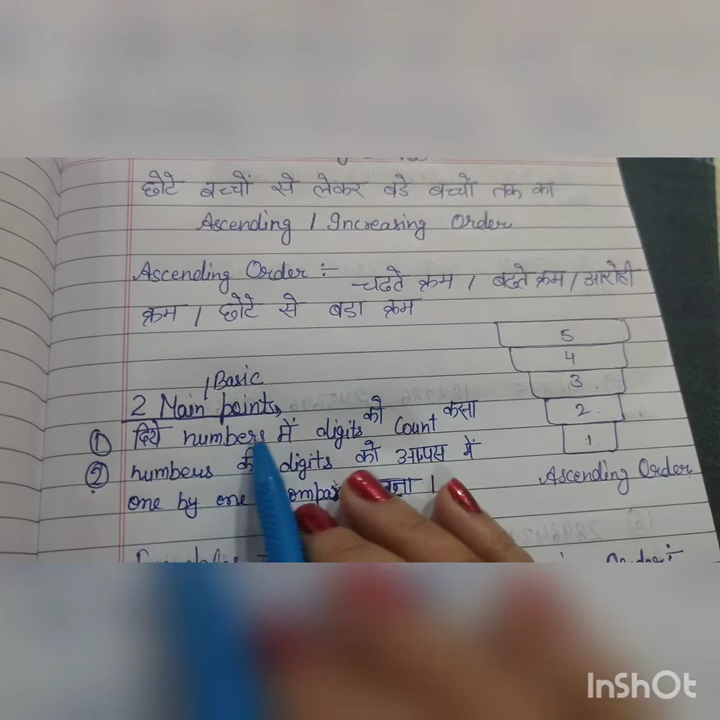 छोटे बच्चों से लेकर बडे बच्चों तक का
Ascending / Increasing Order
Ascending Order :- चढते क्रम / बढते क्रम / आरोही
क्रम / छोटे से बडा क्रम
5
4
3
2
1
Ascending Order
/ Basic
2 Main points
① दिये numbers में digits को count करना
② numbers की digits को आपस में
one by one
InShOt